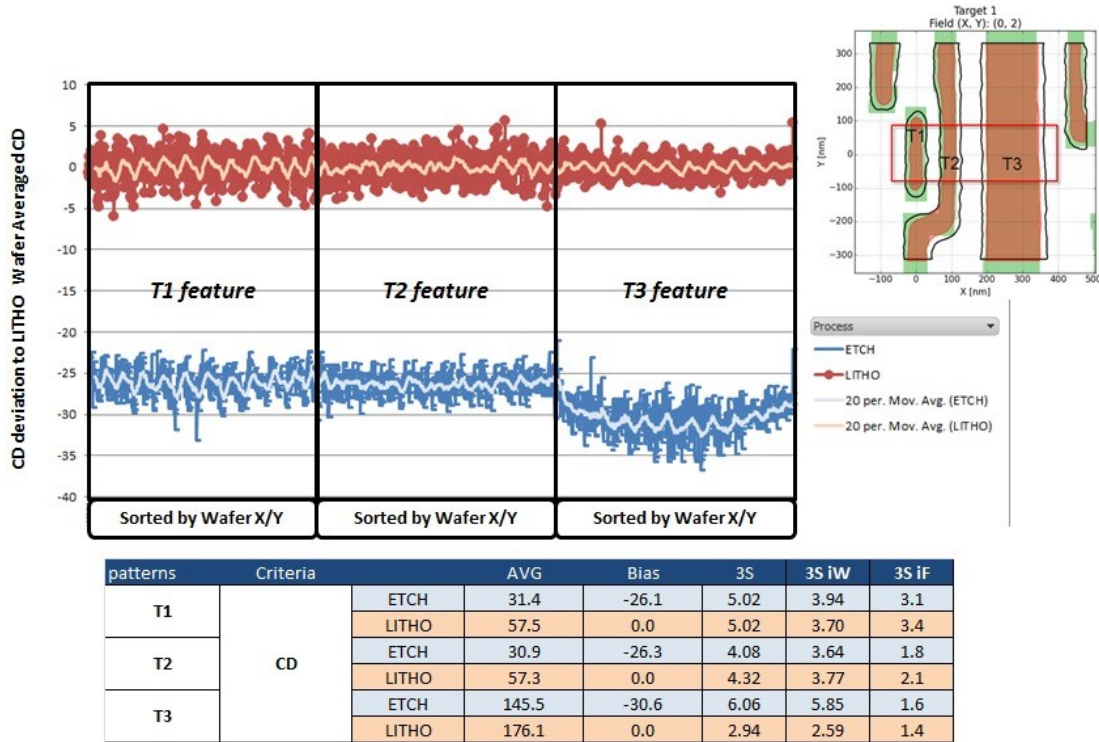 Target 1
Field (X, Y): (0, 2)
300
200
100
0
−100
−200
−300
Y [nm]
T1
T2
T3
−100 0 100 200 300 400 500
X [nm]
CD deviation to LITHO Wafer Averaged CD
10
5
0
-5
-10
-15
-20
-25
-30
-35
-40
T1 feature T2 feature T3 feature
Sorted by Wafer X/Y Sorted by Wafer X/Y Sorted by Wafer X/Y
Process
ETCH
LITHO
20 per. Mov. Avg. (ETCH)
20 per. Mov. Avg. (LITHO)
patterns Criteria AVG Bias 3S 3S iW 3S iF
T1 CD ETCH 31.4 -26.1 5.02 3.94 3.1
LITHO 57.5 0.0 5.02 3.70 3.4
T2 ETCH 30.9 -26.3 4.08 3.64 1.8
LITHO 57.3 0.0 4.32 3.77 2.1
T3 ETCH 145.5 -30.6 6.06 5.85 1.6
LITHO 176.1 0.0 2.94 2.59 1.4